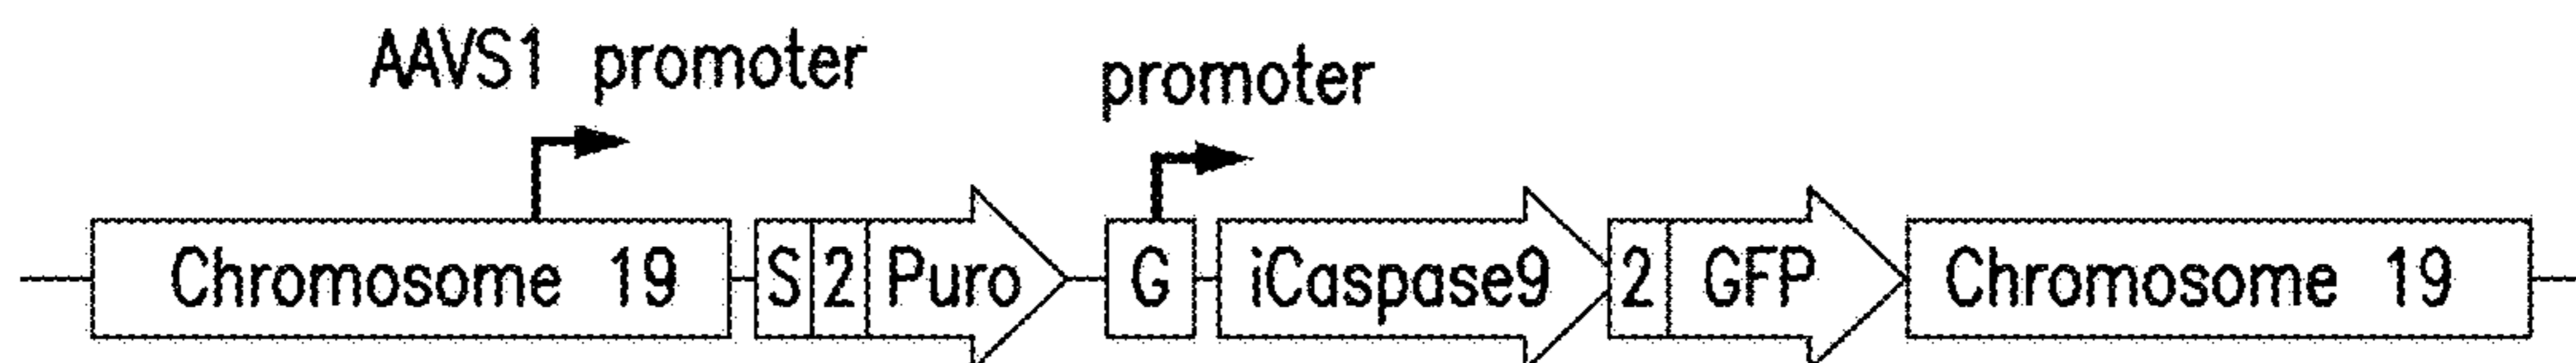 AAVS1 promoter
promoter
Chromosome 19 S 2 Puro G iCaspase9 2 GFP Chromosome 19